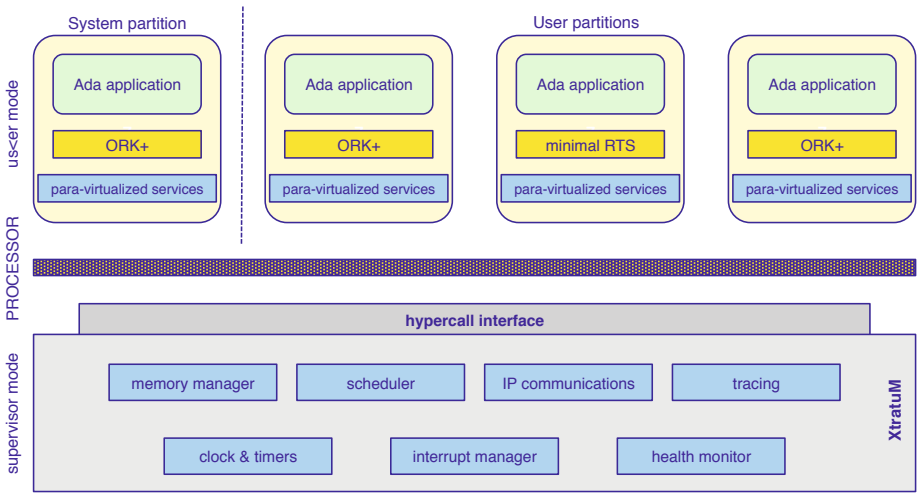 System partition
User partitions
Ada application
Ada application
Ada application
Ada application
ORK+
ORK+
minimal RTS
ORK+
para-virtualized services
para-virtualized services
para-virtualized services
para-virtualized services
us<er mode
PROCESSOR
supervisor mode
hypercall interface
memory manager
scheduler
IP communications
tracing
clock & timers
interrupt manager
health monitor
XtratuM